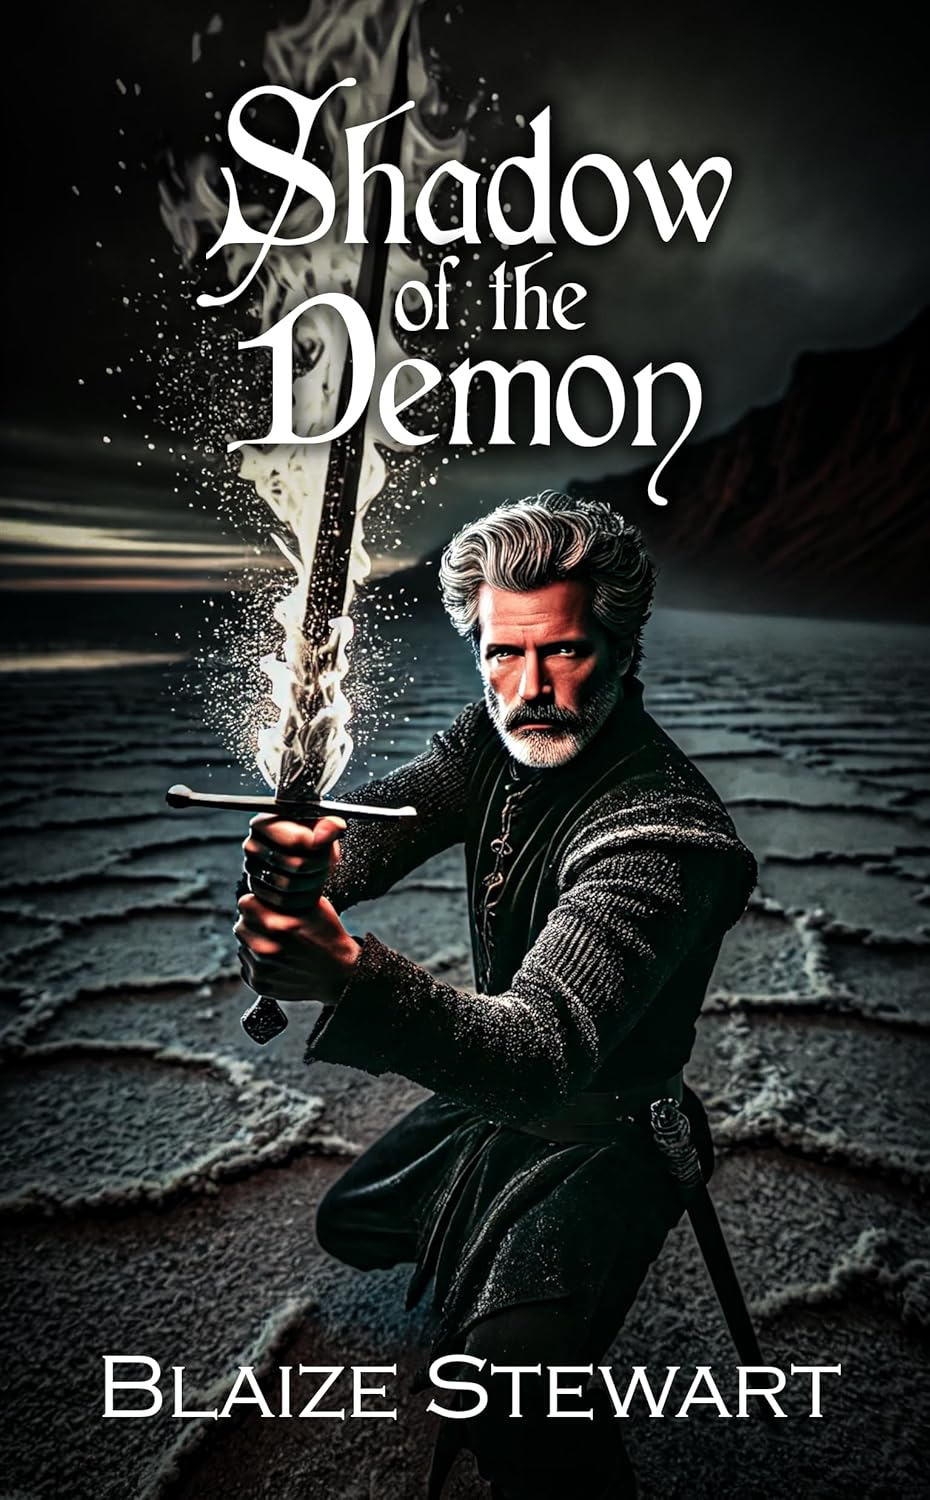 Shadow
of the
Demon
Blaize Stewart